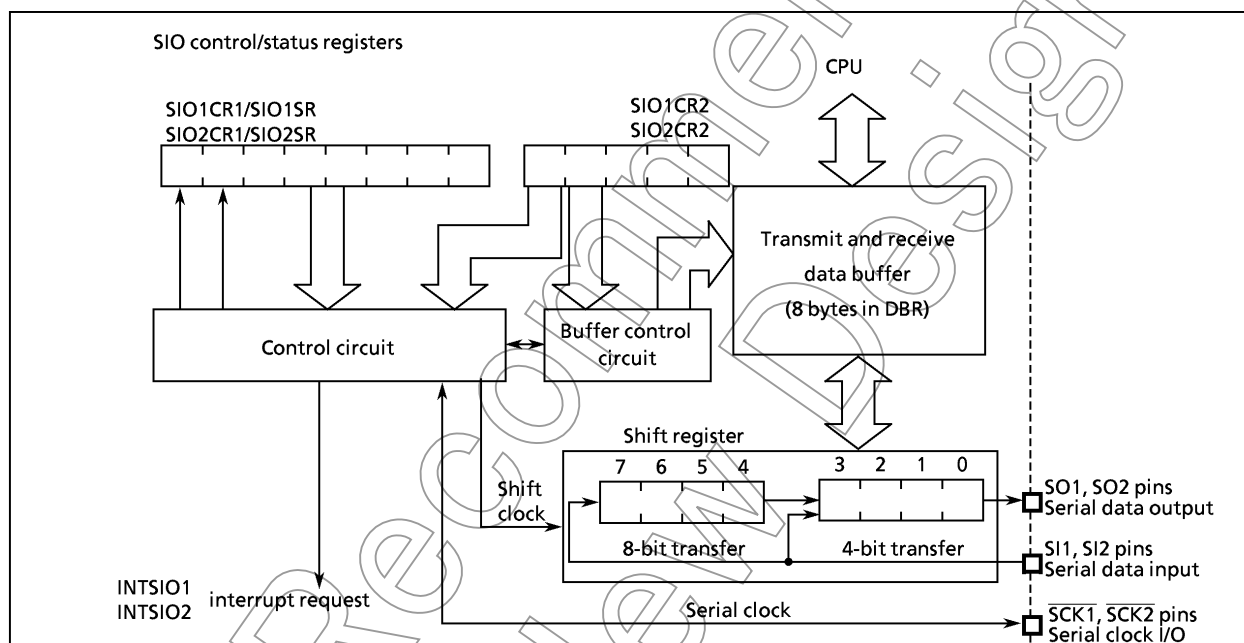 SIO control/status registers
CPU
SIO1CR1/SIO1SR
SIO2CR1/SIO2SR
SIO1CR2
SIO2CR2
Transmit and receive
data buffer
(8 bytes in DBR)
Control circuit
Buffer control
circuit
Shift register
7 6 5 4 3 2 1 0
Shift
clock
8-bit transfer
4-bit transfer
SO1, SO2 pins
Serial data output
SI1, SI2 pins
Serial data input
INTSIO1
INTSIO2
interrupt request
Serial clock
SCK1, SCK2 pins
Serial clock I/O